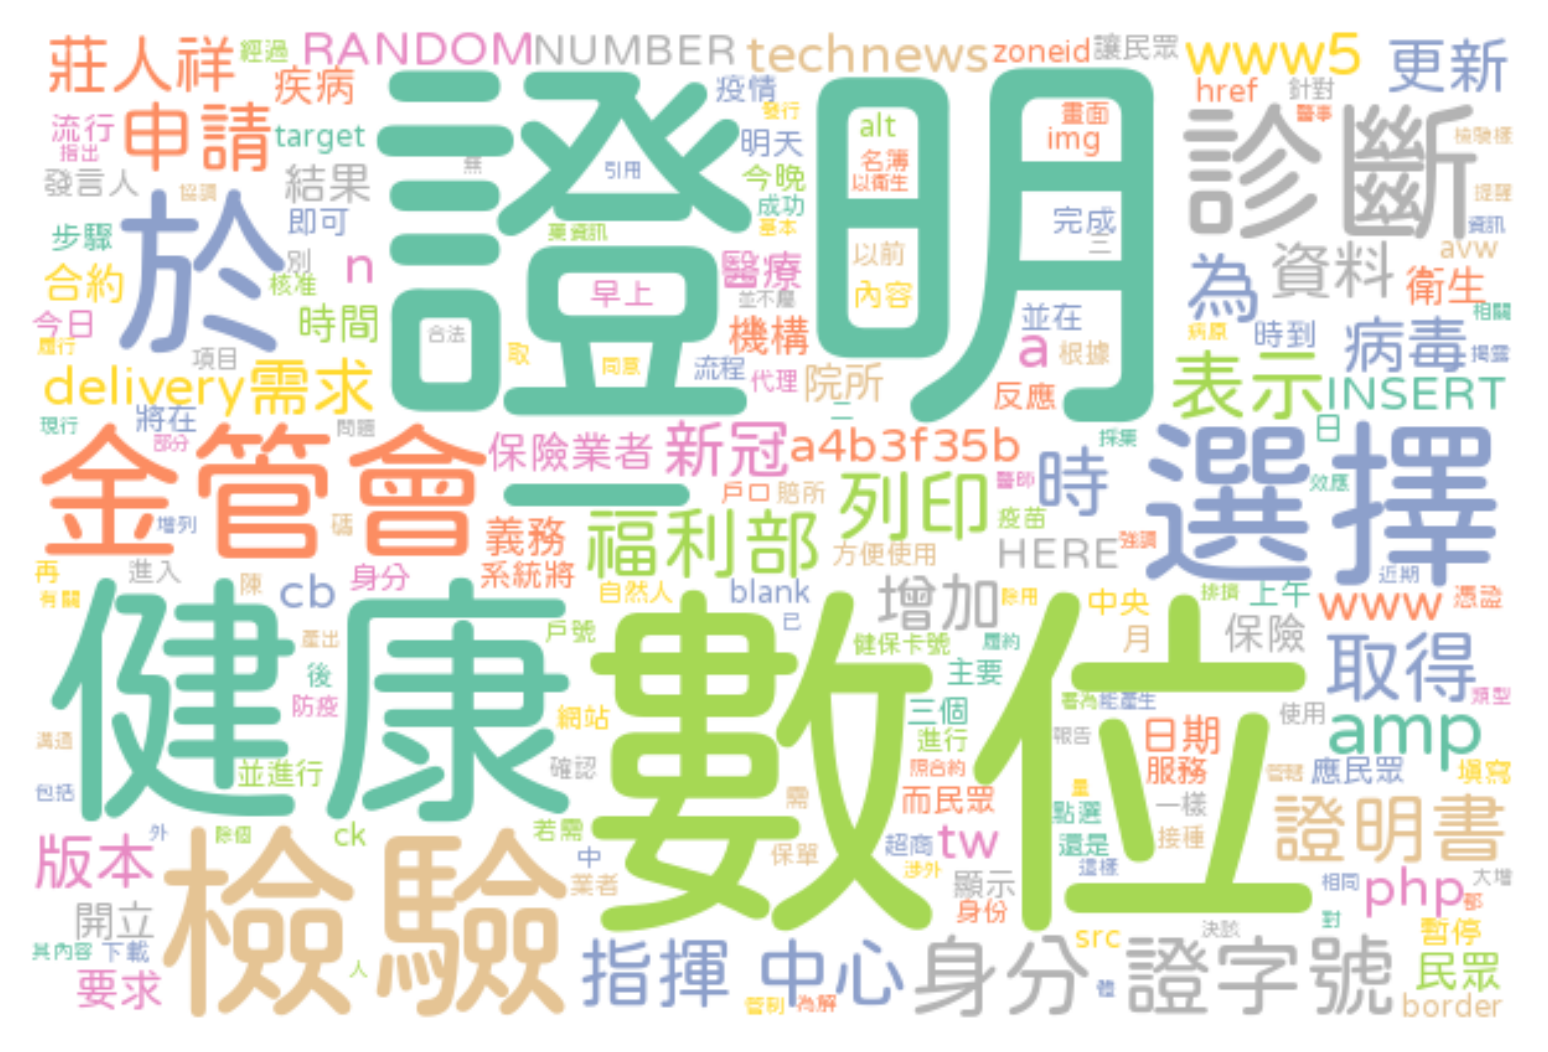 莊人祥 經過 RANDOM NUMBER technews zoneid 讓民眾 www5 更新
疾病 疫情 href 針對
流行 申請 target 證明 發行 alt 畫面 img 診斷 醫事
指出 明天 名簿 檢驗權
發言人 協調 結果 無 引用 今晚 以衛生 提醒
於 即可 成功 完成 資訊
步驟 別 基本 三 avw
合約 核准 n 早上 醫療 以前 為 資料 衛生
今日 時間 並不屬 內容 並在 相關
履行 項目 合法 取 同意 機構 流程 a 根據 病原 時到 病毒 揭露
delivery 需求 代理 院所 反應 表示 INSERT
現行 將在 部分 問題 二 採集 日
金管會 保險業者 新冠 a4b3f35b 時 選擇
增列 碼 一 戶口 賠所 列印 醫師 效應
義務 福利部 疫苗
再 進入 陳 身分 系統將 方便使用 HERE 強調 近期
有關 cb 自然人 blank 增加 除用 中央 排擠 上午 www 憑證
健康 產出 戶號 數位 已 健保卡號 履約 月 保險 取得
後 主要 類型
防疫 網站 三個 審為 能產生 使用 amp
溝通 並進行 確認 進行 報告 日期
包括 照合約 服務 管轄 應民眾 填寫
外 除個 ck 若需 需 而民眾 量 點選 一樣
版本 檢驗 中 保單 超商 tw 還是 接種 證明書
業者 涉外 顯示 這樣 相同 php 大增
開立 身份 對 部
其內容 下載 指揮 中心 身分 src 決談 證字號 暫停
要求 人 體 民眾
管制 為解 border